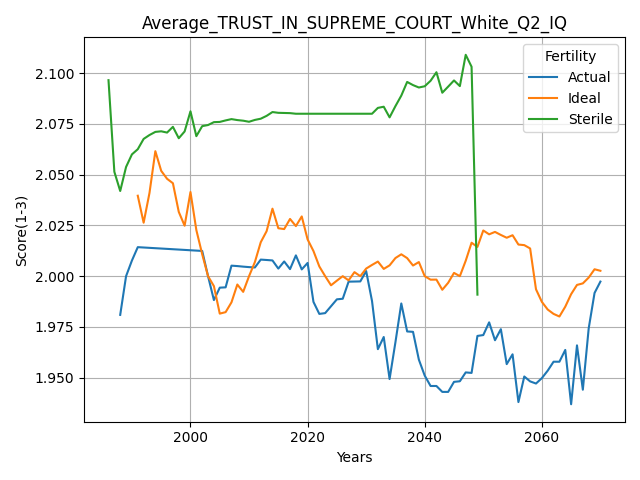 Average_TRUST_IN_SUPREME_COURT_White_Q2_IQ
Fertility
Actual
Ideal
Sterile
2.100
2.075
2.050
2.025
2.000
1.975
1.950
Score(1-3)
2000
2020
2040
2060
Years